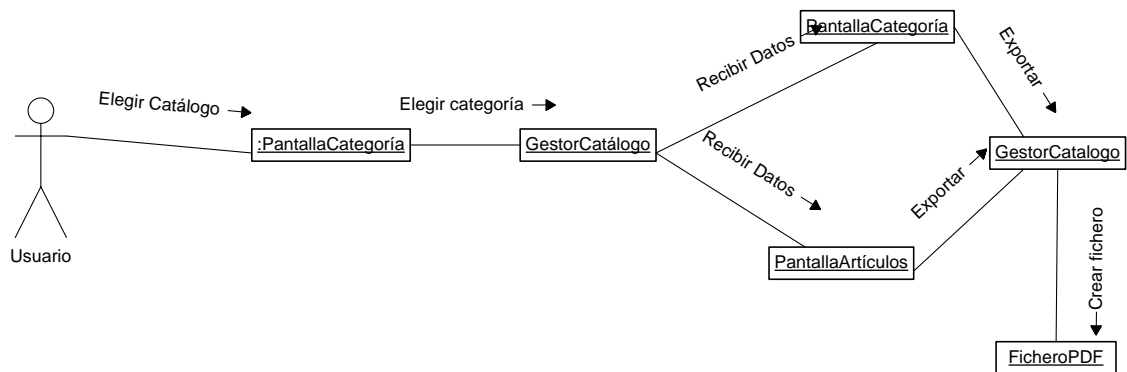 PantallaCategoría
Exportar
Recibir Datos
Elegir Catálogo
Elegir categoría
:PantallaCategoría
GestorCatálogo
Recibir Datos
Exportar
GestorCatalogo
Usuario
PantallaArtículos
Crear fichero
FicheroPDF